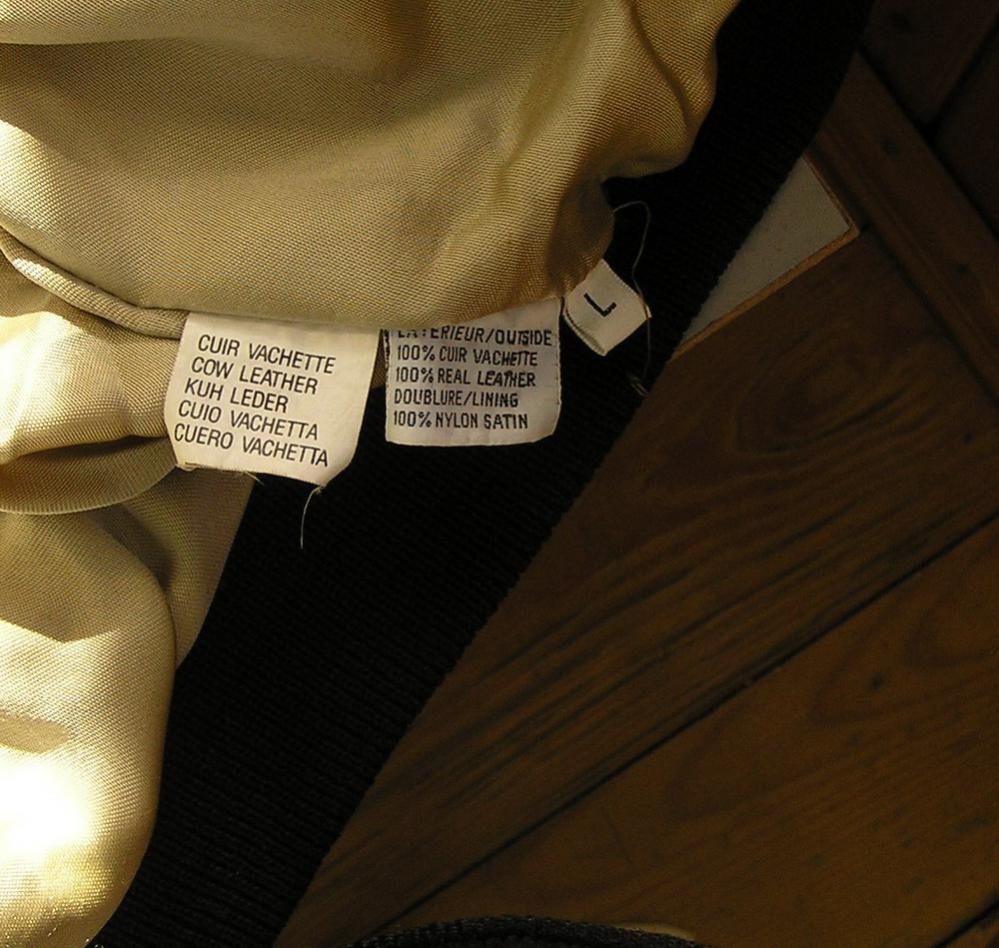 CUIR VACHETTE
COW LEATHER
KUH LEDER
CUIO VACHETTA
CUERO VACHETTA
/OUTSIDE
100% CUIR VACHETTE
100% REAL LEATHER
DOUBLURE/LINING
100% NYLON SATIN
L